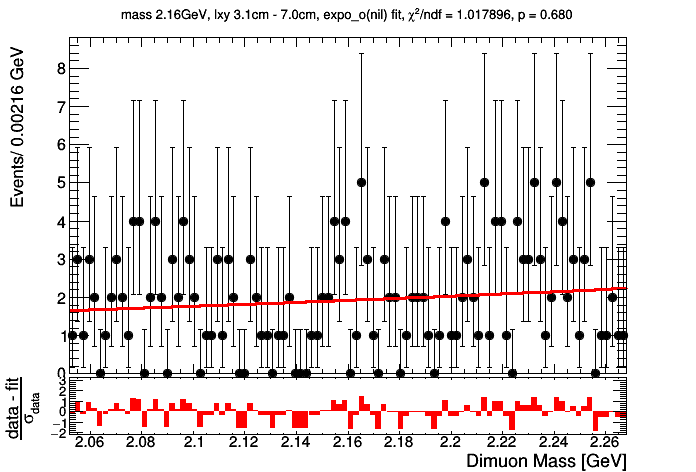 mass 2.16GeV, lxy 3.1cm - 7.0cm, expo_o(nil) fit, χ²/ndf = 1.017896, p = 0.680
Events/ 0.00216 GeV
8
7
6
5
4
3
2
1
0
data - fit
σdata
3
2
1
0
−1
−2
2.06 2.08 2.1 2.12 2.14 2.16 2.18 2.2 2.22 2.24 2.26
Dimuon Mass [GeV]